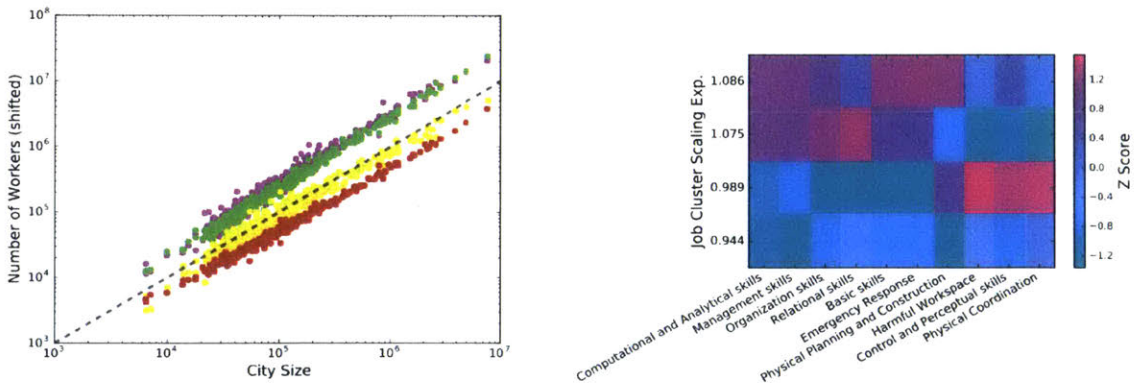 10^8
10^7
10^6
10^5
10^4
10^3
Number of Workers (shifted)
10^3 10^4 10^5 10^6 10^7
City Size
Job Cluster Scaling Exp.
1.086
1.075
0.989
0.944
Computational and Analytical skills
Management skills
Organization skills
Relational skills
Basic skills
Emergency Response
Physical Planning and Construction
Harmful Workspace
Control and Perceptual skills
Physical Coordination
1.2
0.8
0.4
0.0
−0.4
−0.8
−1.2
Z Score